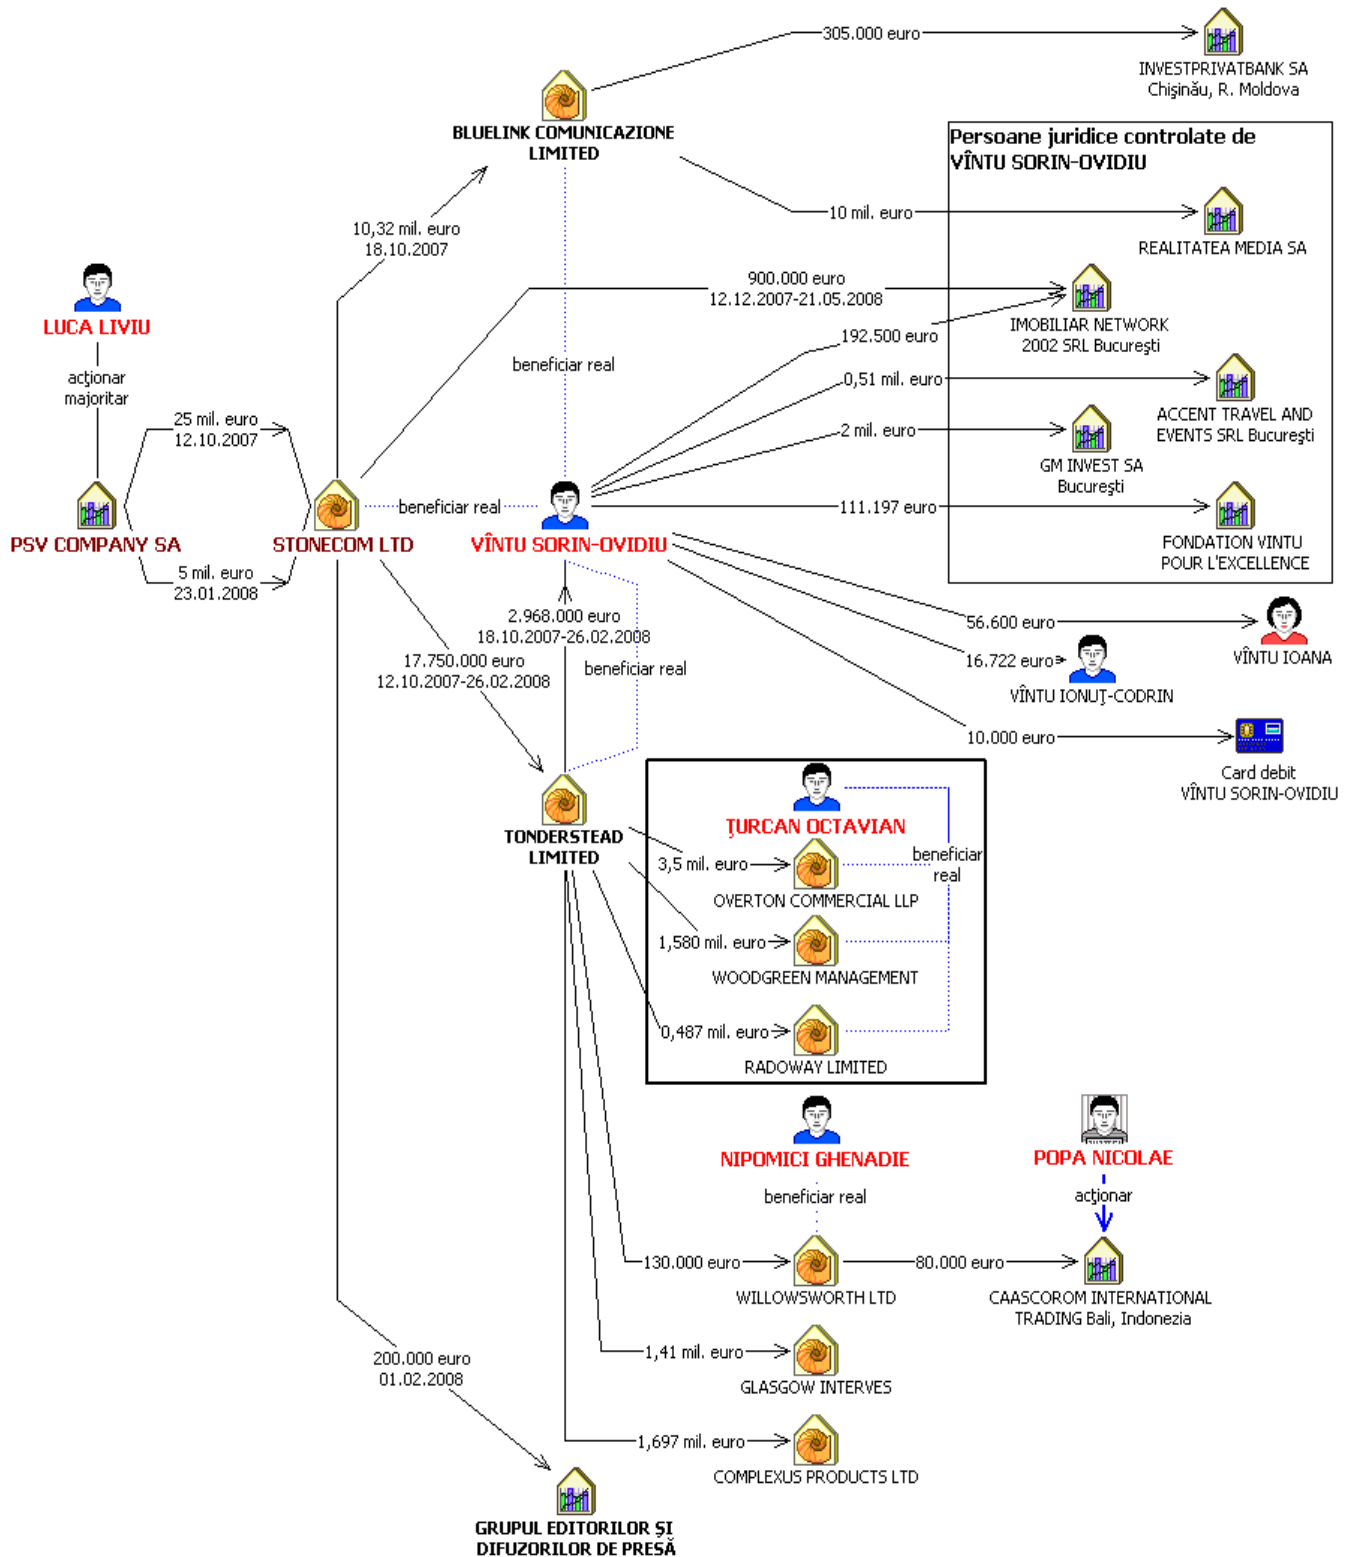 305.000 euro
INVESTPRIVATBANK SA
Chişinău, R. Moldova
BLUELINK COMUNICAZIONE
LIMITED
Persoane juridice controlate de
VÎNTU SORIN-OVIDIU
10,32 mil. euro
18.10.2007
10 mil. euro
REALITATEA MEDIA SA
LUCA LIVIU
acţionar
majoritar
900.000 euro
12.12.2007-21.05.2008
IMOBILIAR NETWORK
2002 SRL Bucureşti
192.500 euro
beneficiar real
0,51 mil. euro
ACCENT TRAVEL AND
EVENTS SRL Bucureşti
25 mil. euro
12.10.2007
2 mil. euro
GM INVEST SA
Bucureşti
beneficiar real
111.197 euro
PSV COMPANY SA
STONECOM LTD
VÎNTU SORIN-OVIDIU
FONDATION VINTU
POUR L'EXCELLENCE
5 mil. euro
23.01.2008
2.968.000 euro
18.10.2007-26.02.2008
56.600 euro
VÎNTU IOANA
17.750.000 euro
12.10.2007-26.02.2008
beneficiar real
16.722 euro
VÎNTU IONUŢ-CODRIN
10.000 euro
Card debit
VÎNTU SORIN-OVIDIU
TONDERSTEAD
LIMITED
ŢURCAN OCTAVIAN
beneficiar
real
3,5 mil. euro
OVERTON COMMERCIAL LLP
1,580 mil. euro
WOODGREEN MANAGEMENT
0,487 mil. euro
RADOWAY LIMITED
NIPOMICI GHENADIE
POPA NICOLAE
beneficiar real
acţionar
130.000 euro
80.000 euro
WILLOWSWORTH LTD
CAASCOROM INTERNATIONAL
TRADING Bali, Indonezia
200.000 euro
01.02.2008
1,41 mil. euro
GLASGOW INTERVES
1,697 mil. euro
COMPLEXUS PRODUCTS LTD
GRUPUL EDITORILOR ŞI
DIFUZORILOR DE PRESĂ